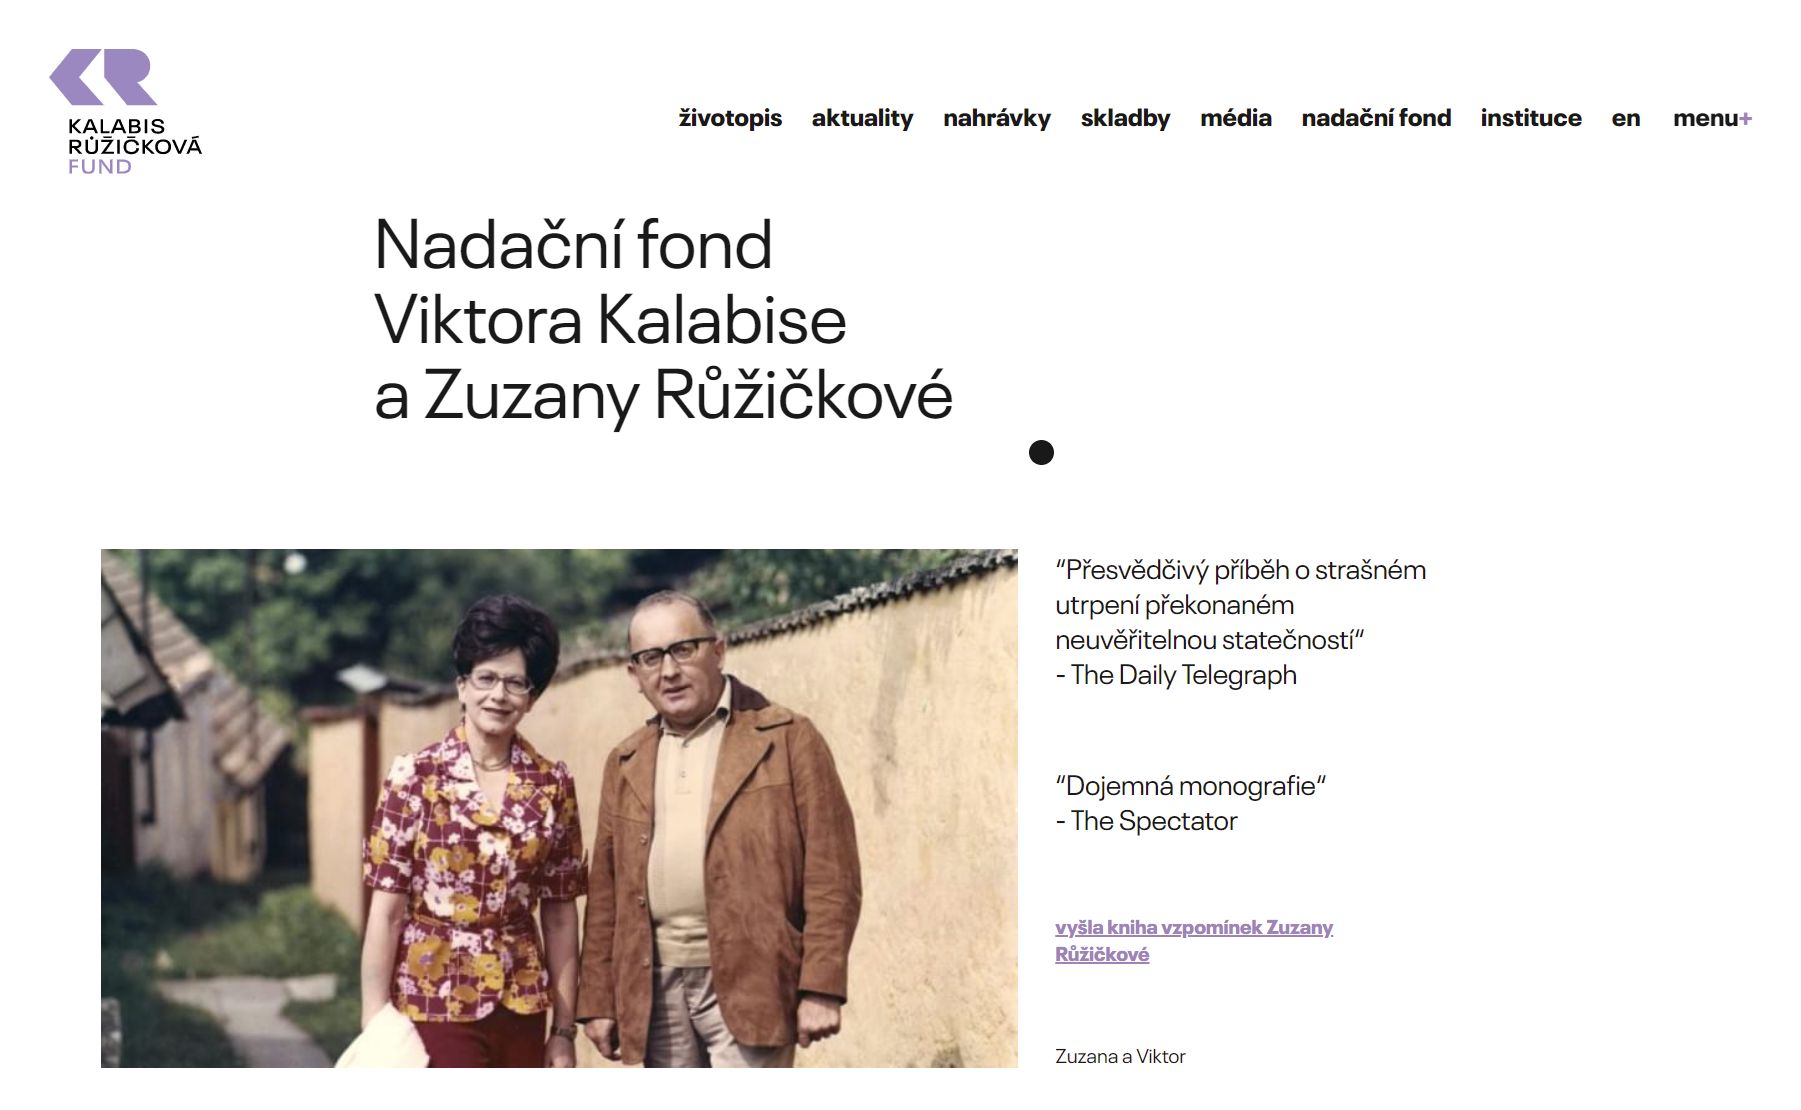 KALABIS
RŮŽIČKOVÁ
FUND
životopis aktuality nahrávky skladby média nadační fond instituce en menu+
Nadační fond
Viktora Kalabise
a Zuzany Růžičkové
“Přesvědčivý příběh o strašném
utrpení překonaném
neuvěřitelnou statečností“
- The Daily Telegraph
“Dojemná monografie“
- The Spectator
vyšla kniha vzpomínek Zuzany
Růžičkové
Zuzana a Viktor